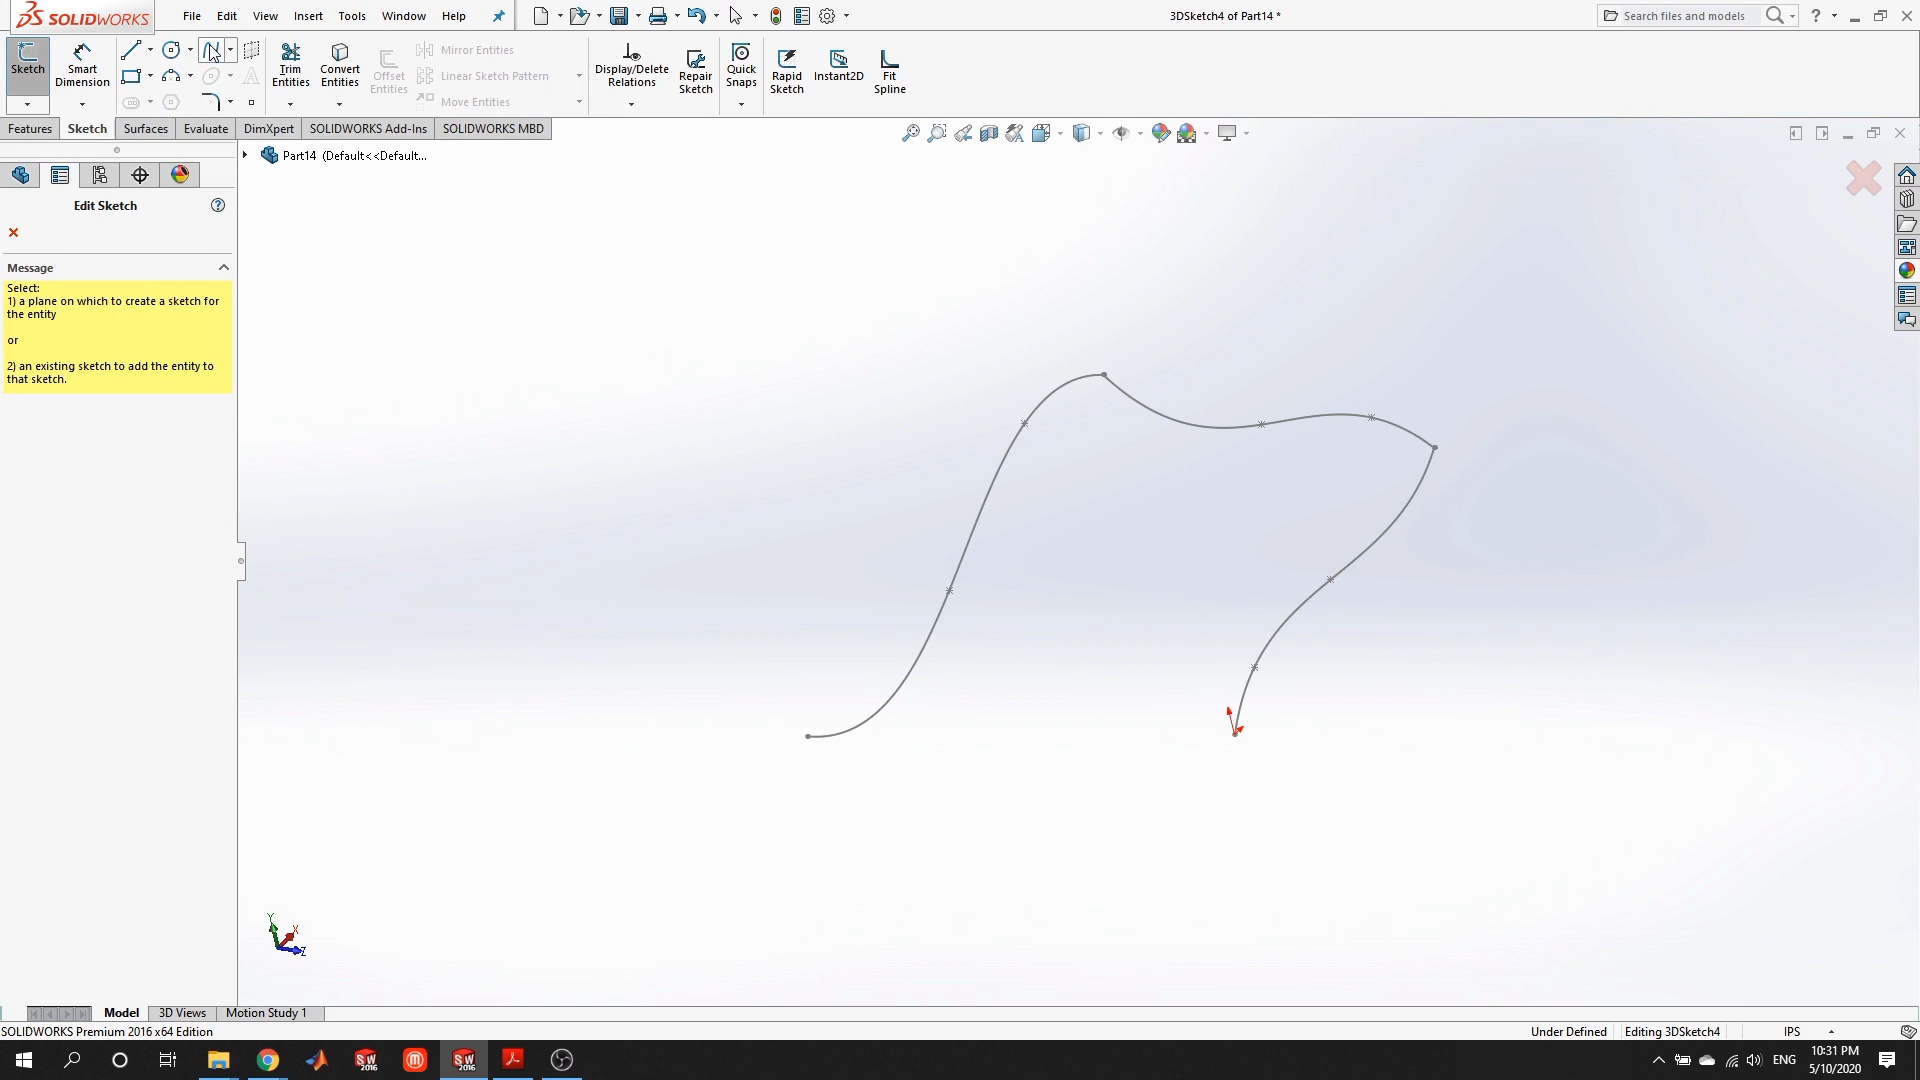 SOLIDWORKS
File Edit View Insert Tools Window Help
3DSketch4 of Part14 *
Search files and models
?
Sketch
Smart Dimension
Trim Entities
Convert Entities
Offset Entities
Mirror Entities
Linear Sketch Pattern
Move Entities
Display/Delete Relations
Repair Sketch
Quick Snaps
Rapid Sketch
Instant2D
Fit Spline
Features Sketch Surfaces Evaluate DimXpert SOLIDWORKS Add-Ins SOLIDWORKS MBD
Part14 (Default<<Default...
Edit Sketch
?
Message
Select:
1) a plane on which to create a sketch for
the entity
or
2) an existing sketch to add the entity to
that sketch.
Y
X
Z
Model 3D Views Motion Study 1
SOLIDWORKS Premium 2016 x64 Edition
Under Defined Editing 3DSketch4 IPS
SW 2016
SW 2016
ENG
10:31 PM
5/10/2020